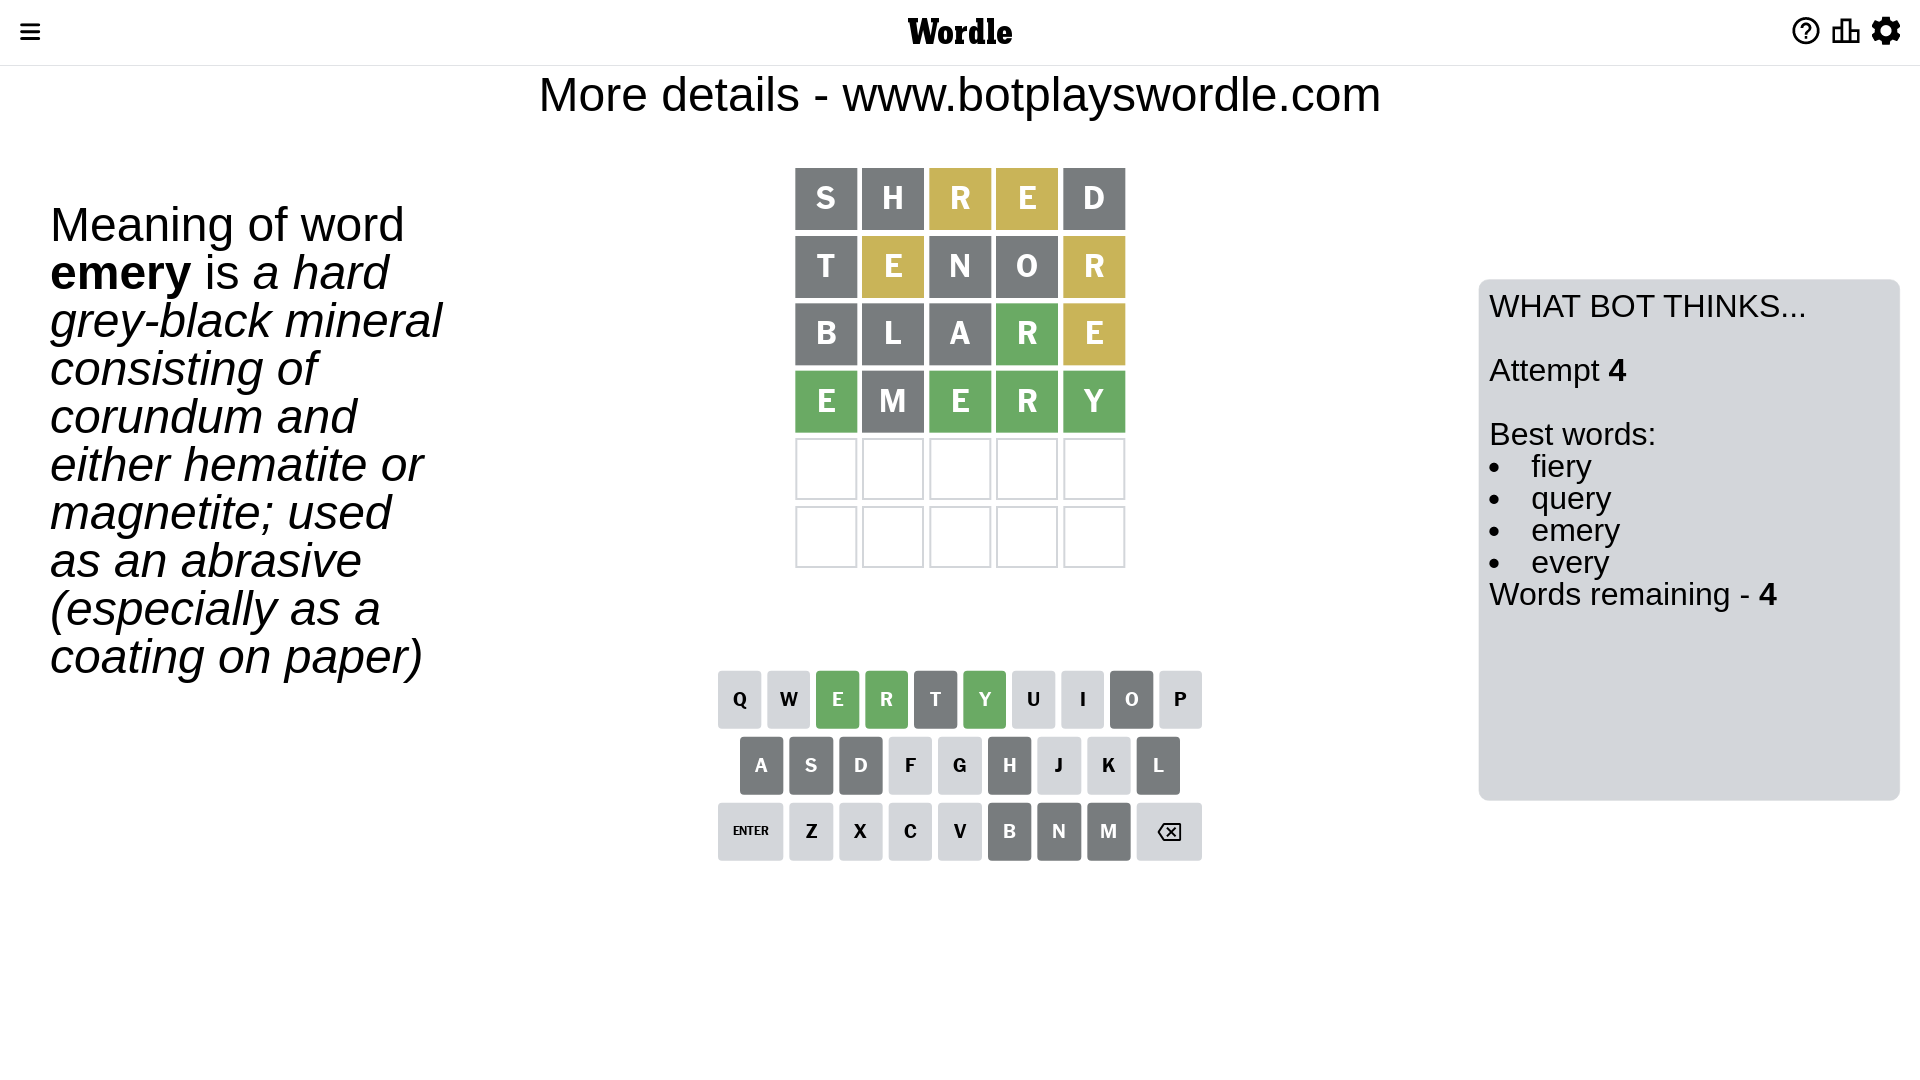 Wordle
More details - www.botplayswordle.com
Meaning of word
emery is a hard
grey-black mineral
consisting of
corundum and
either hematite or
magnetite; used
as an abrasive
(especially as a
coating on paper)
S H R E D
T E N O R
B L A R E
E M E R Y
WHAT BOT THINKS...
Attempt 4
Best words:
• fiery
• query
• emery
• every
Words remaining - 4
Q W E R T Y U I O P
A S D F G H J K L
ENTER Z X C V B N M